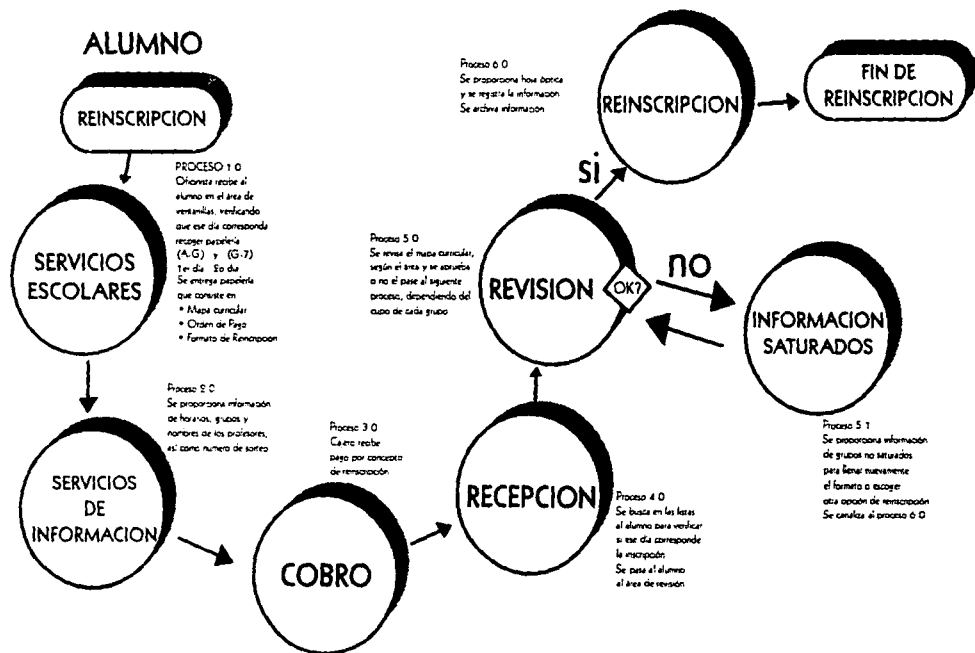 ALUMNO
REINSCRIPCION
PROCESO 1 0
Oficinista recibe al
alumno en el área de
ventanillas, verificando
que ese día corresponda
recoger papelería
(A-G) y (G-7)
1er día 2o día
Se entrega papelería
que consiste en
• Mapa curricular
• Orden de Pago
• Formato de Reinscripción
SERVICIOS
ESCOLARES
Proceso 2 0
Se proporciona información
de horarios, grupos y
nombres de los profesores,
así como numero de sorteo
SERVICIOS
DE
INFORMACION
Proceso 3 0
Cajero recibe
pago por concepto
de reinscripción
COBRO
RECEPCION
Proceso 4 0
Se busca en las listas
al alumno para verificar
si ese día corresponde
la inscripción
Se pasa al alumno
al área de revisión
Proceso 5 0
Se revisa el mapa curricular,
según el área y se aprueba
o no el pase al siguiente
proceso, dependiendo del
cupo de cada grupo
REVISION
OK?
si
no
INFORMACION
SATURADOS
Proceso 5 1
Se proporciona información
de grupos no saturados
para llenar nuevamente
el formato o escoger
otra opción de reinscripción
Se canaliza al proceso 6 0
Proceso 6 0
Se proporciona hoja óptica
y se registra la información
Se archiva información
REINSCRIPCION
FIN DE
REINSCRIPCION